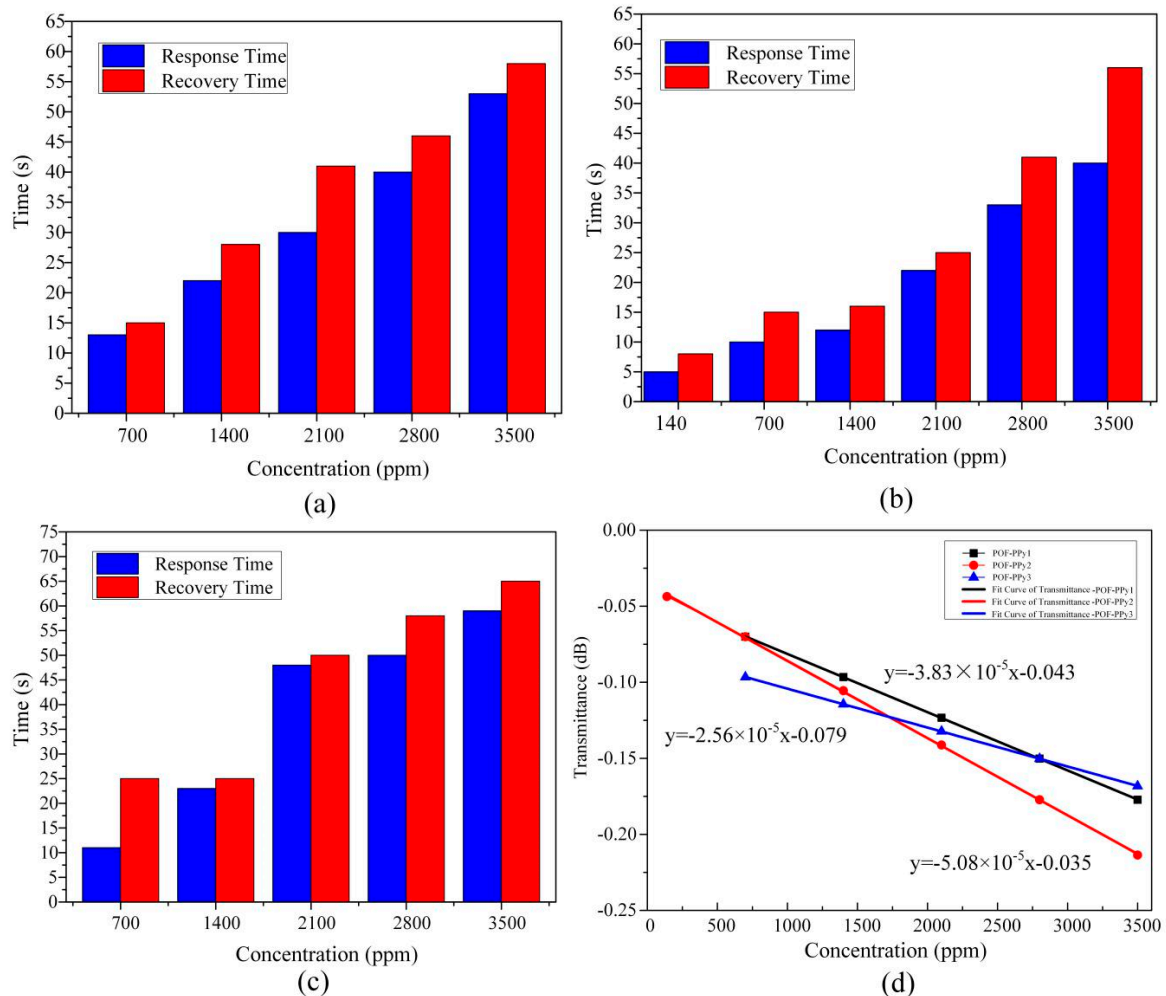 Response Time
Recovery Time
65
60
55
50
45
40
35
30
25
20
15
10
5
0
Time (s)
700 1400 2100 2800 3500
Concentration (ppm)
(a)
Response Time
Recovery Time
65
60
55
50
45
40
35
30
25
20
15
10
5
0
Time (s)
140 700 1400 2100 2800 3500
Concentration (ppm)
(b)
Response Time
Recovery Time
75
70
65
60
55
50
45
40
35
30
25
20
15
10
5
0
Time (s)
700 1400 2100 2800 3500
Concentration (ppm)
(c)
0.00
-0.05
-0.10
-0.15
-0.20
-0.25
Transmittance (dB)
POF-PPy1
POF-PPy2
POF-PPy3
Fit Curve of Transmittance -POF-PPy1
Fit Curve of Transmittance -POF-PPy2
Fit Curve of Transmittance -POF-PPy3
y=-3.83×10⁻⁵x-0.043
y=-2.56×10⁻⁵x-0.079
y=-5.08×10⁻⁵x-0.035
0 500 1000 1500 2000 2500 3000 3500
Concentration (ppm)
(d)